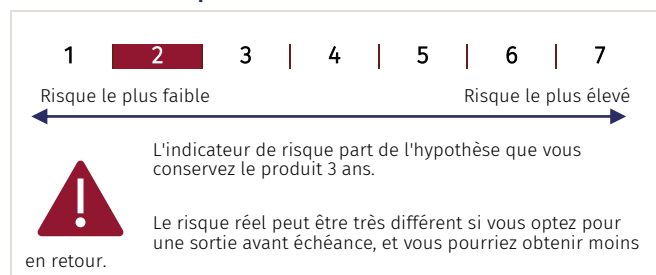 1 2 3 4 5 6 7
Risque le plus faible Risque le plus élevé
L'indicateur de risque part de l'hypothèse que vous
conservez le produit 3 ans.
Le risque réel peut être très différent si vous optez pour
une sortie avant échéance, et vous pourriez obtenir moins
en retour.